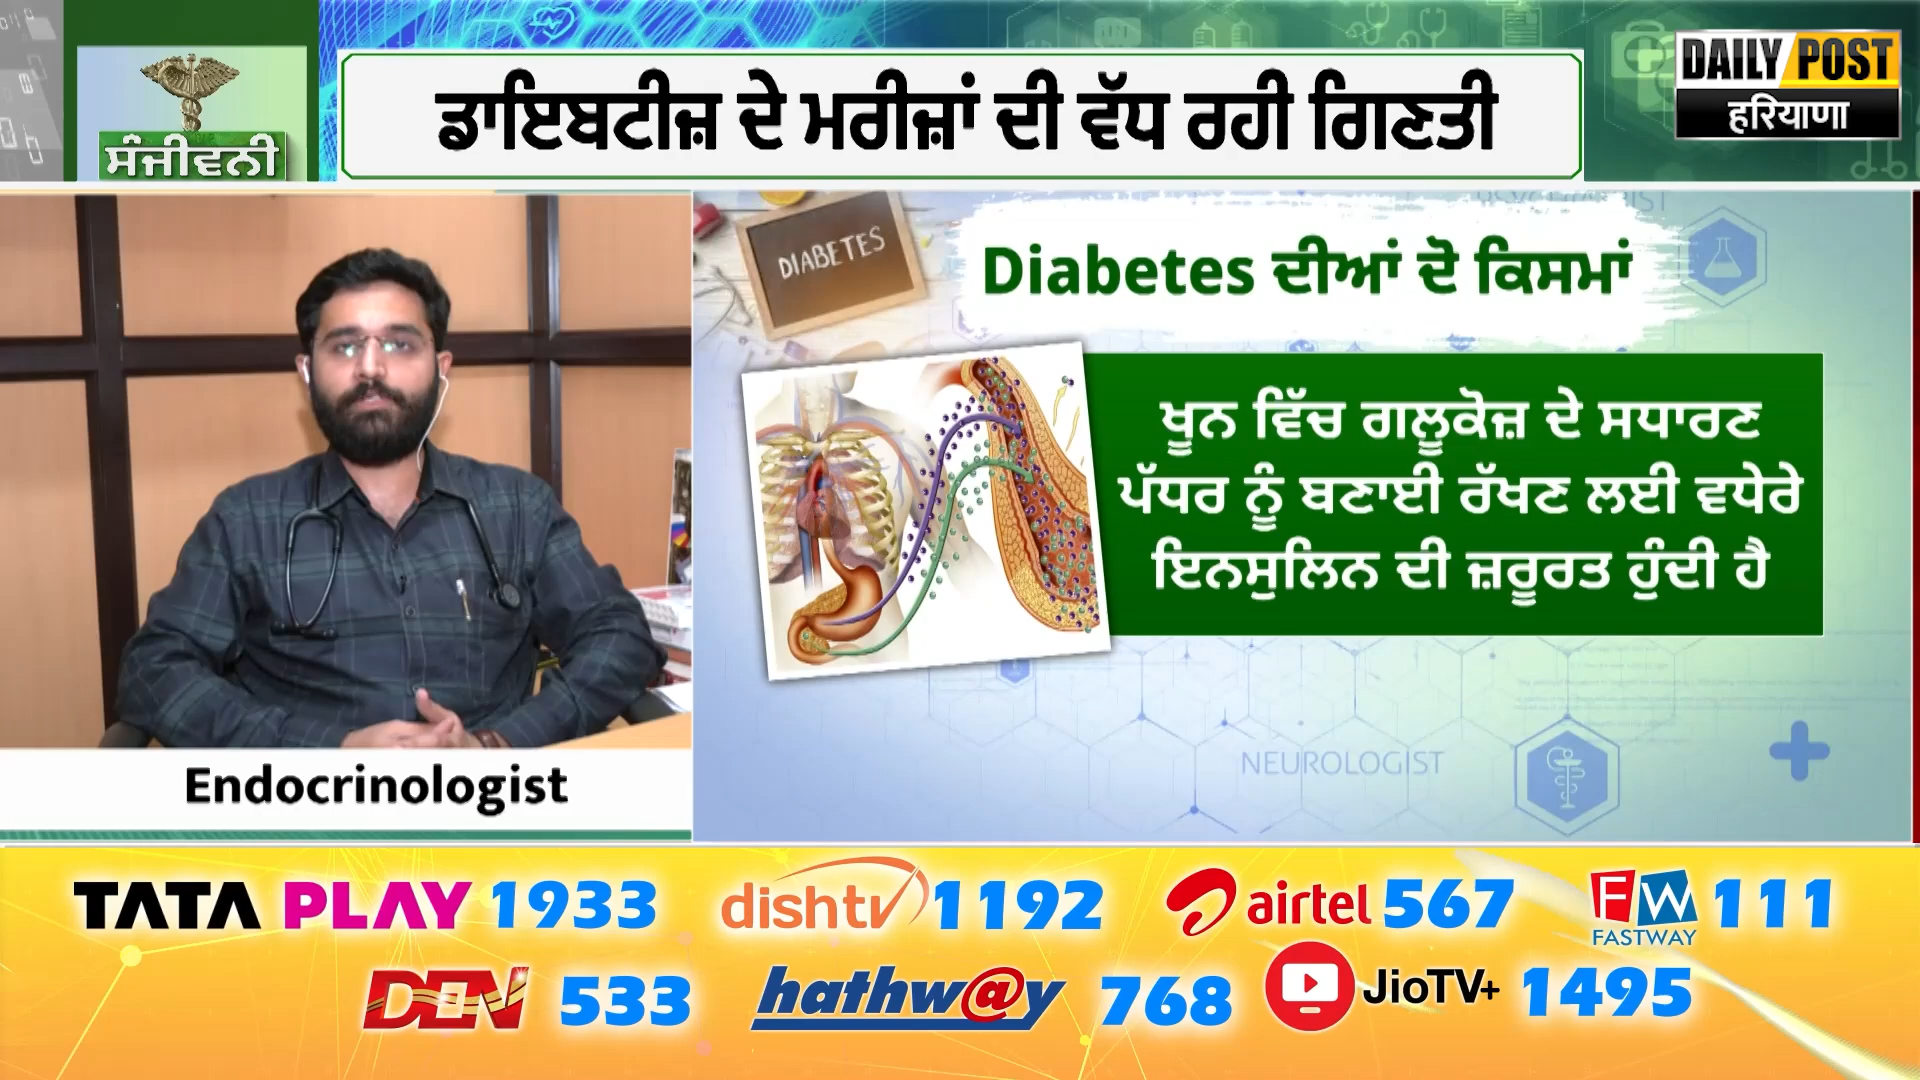 ਸੰਜੀਵਨੀ
ਡਾਇਬਟੀਜ਼ ਦੇ ਮਰੀਜ਼ਾਂ ਦੀ ਵੱਧ ਰਹੀ ਗਿਣਤੀ
DAILY POST
हरियाणा
DIABETES
Diabetes ਦੀਆਂ ਦੋ ਕਿਸਮਾਂ
ਖੂਨ ਵਿੱਚ ਗਲੂਕੋਜ਼ ਦੇ ਸਧਾਰਣ
ਪੱਧਰ ਨੂੰ ਬਣਾਈ ਰੱਖਣ ਲਈ ਵਧੇਰੇ
ਇਨਸੁਲਿਨ ਦੀ ਜ਼ਰੂਰਤ ਹੁੰਦੀ ਹੈ
NEUROLOGIST
Endocrinologist
TATA PLAY 1933 dishtv 1192 airtel 567 FW FASTWAY 111
DEN 533 hathw@y 768 JioTV+ 1495